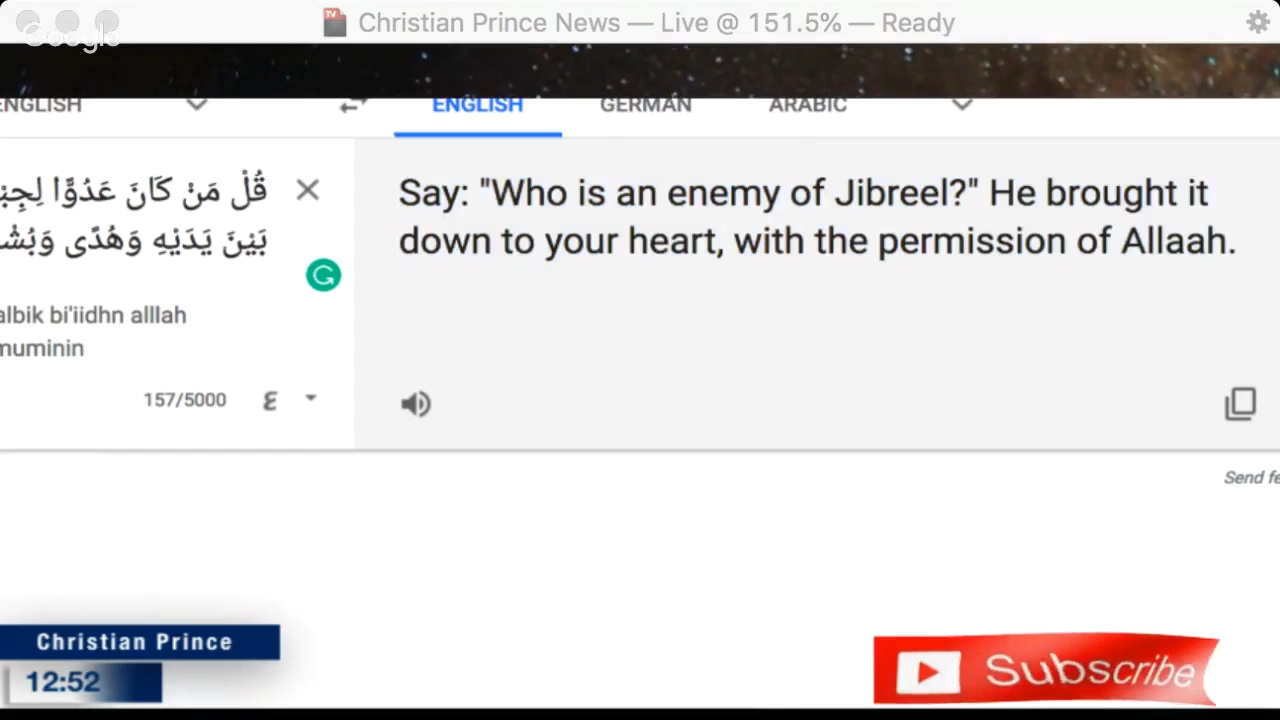 Christian Prince News — Live @ 151.5% — Ready
Google
ENGLISH
ENGLISH GERMAN ARABIC
قُلْ مَنْ كَانَ عَدُوًّا
بَيْنَ يَدَيْهِ وَهُدًى
albik bi'iidhn alllah
muminin
157/5000
Say: "Who is an enemy of Jibreel?" He brought it
down to your heart, with the permission of Allaah.
Send
Christian Prince
12:52
Subscribe